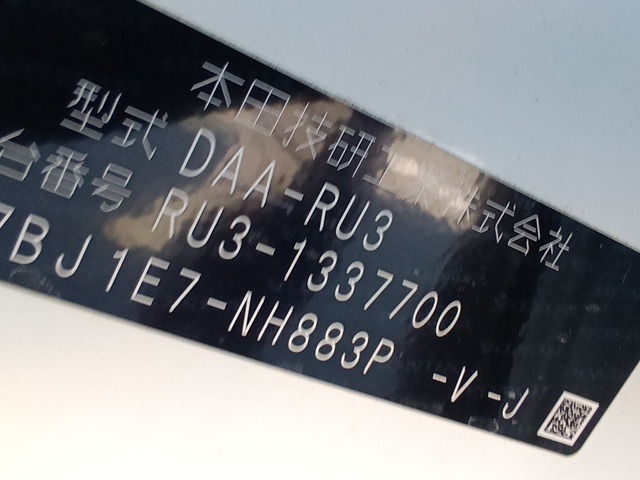 本田技研工業株式会社
型式 DAA-RU3
台番号 RU3-1337700
7BJ1E7-NH883P -V-J